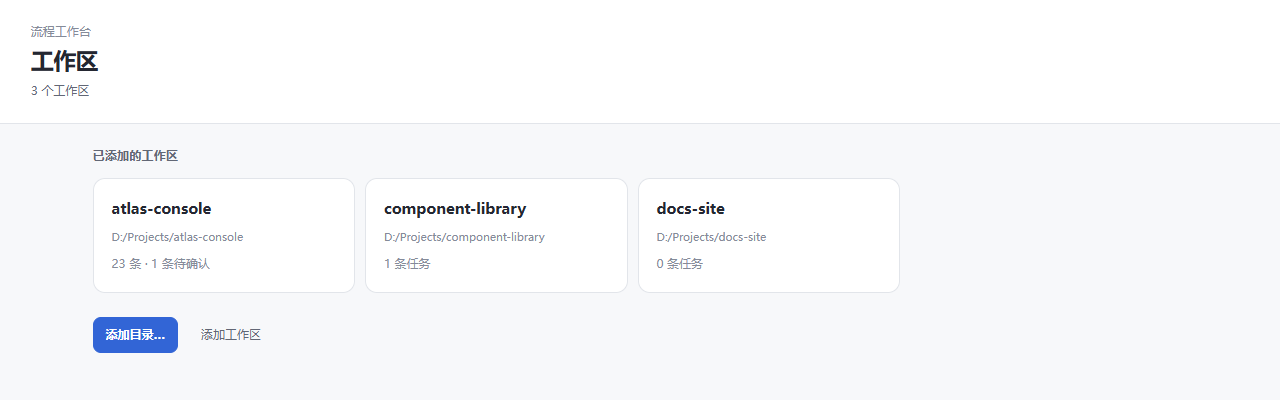 流程工作台
工作区
3 个工作区
已添加的工作区
atlas-console
D:/Projects/atlas-console
23 条 · 1 条待确认
component-library
D:/Projects/component-library
1 条任务
docs-site
D:/Projects/docs-site
0 条任务
添加目录...
添加工作区